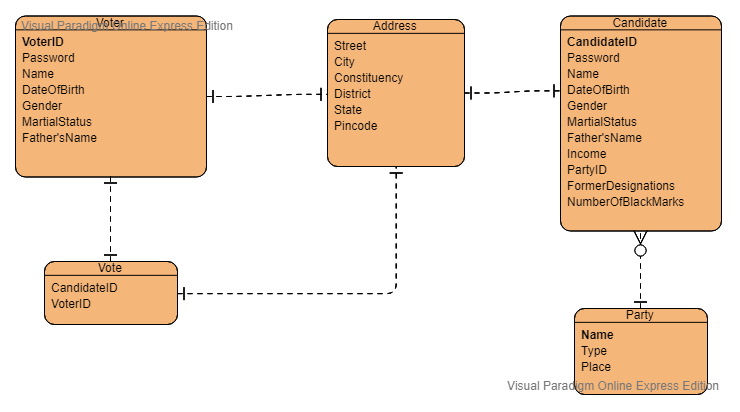 Voter
Visual Paradigm Online Express Edition
VoterID
Password
Name
DateOfBirth
Gender
MartialStatus
Father'sName
Address
Street
City
Constituency
District
State
Pincode
Candidate
CandidateID
Password
Name
DateOfBirth
Gender
MartialStatus
Father'sName
Income
PartyID
FormerDesignations
NumberOfBlackMarks
Vote
CandidateID
VoterID
Party
Name
Type
Place
Visual Paradigm Online Express Edition